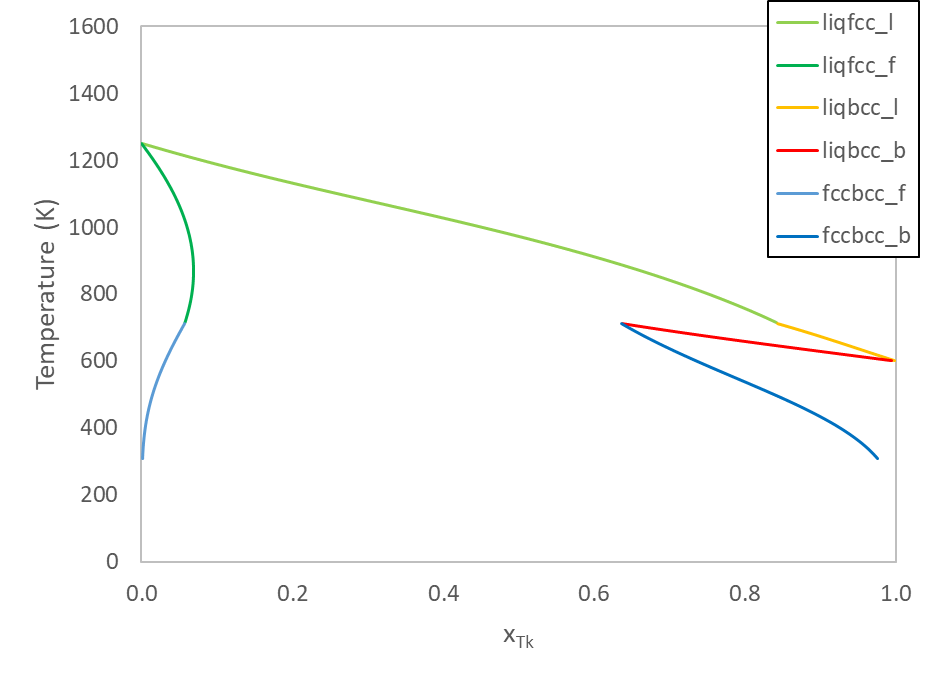 1600
1400
1200
1000
800
600
400
200
0
Temperature (K)
0.0 0.2 0.4 0.6 0.8 1.0
xTk
liqfcc_l
liqfcc_f
liqbcc_l
liqbcc_b
fccbcc_f
fccbcc_b